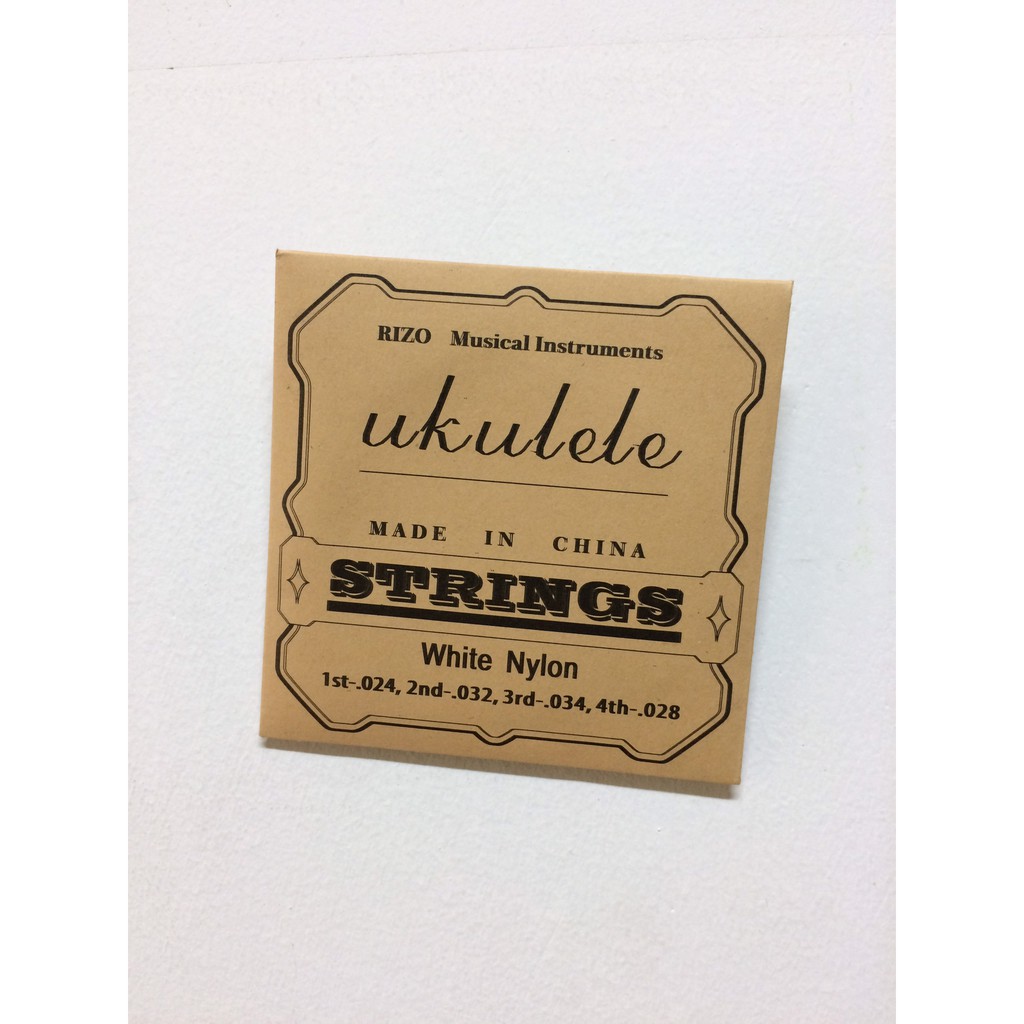 RIZO Musical Instruments
ukulele
MADE IN CHINA
STRINGS
White Nylon
1st-.024, 2nd-.032, 3rd-.034, 4th-.028